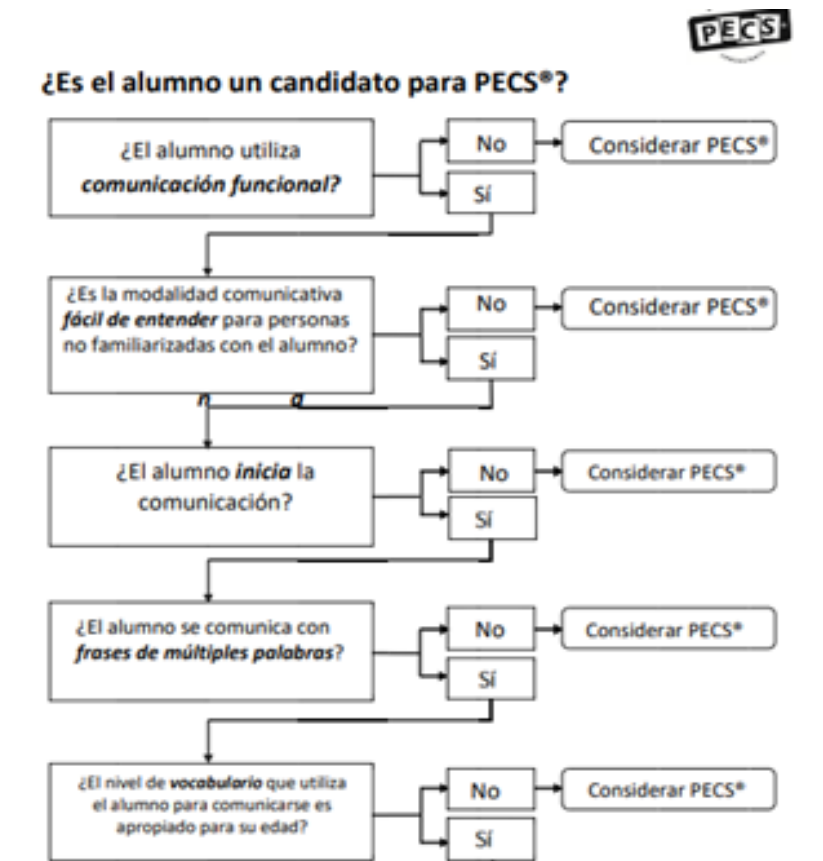 PECS
¿Es el alumno un candidato para PECS®?
¿El alumno utiliza
comunicación funcional?
No
Considerar PECS®
Sí
¿Es la modalidad comunicativa
fácil de entender para personas
no familiarizadas con el alumno?
No
Considerar PECS®
Sí
n a
¿El alumno inicia la
comunicación?
No
Considerar PECS®
Sí
¿El alumno se comunica con
frases de múltiples palabras?
No
Considerar PECS®
Sí
¿El nivel de vocabulario que utiliza
el alumno para comunicarse es
apropiado para su edad?
No
Considerar PECS®
Sí